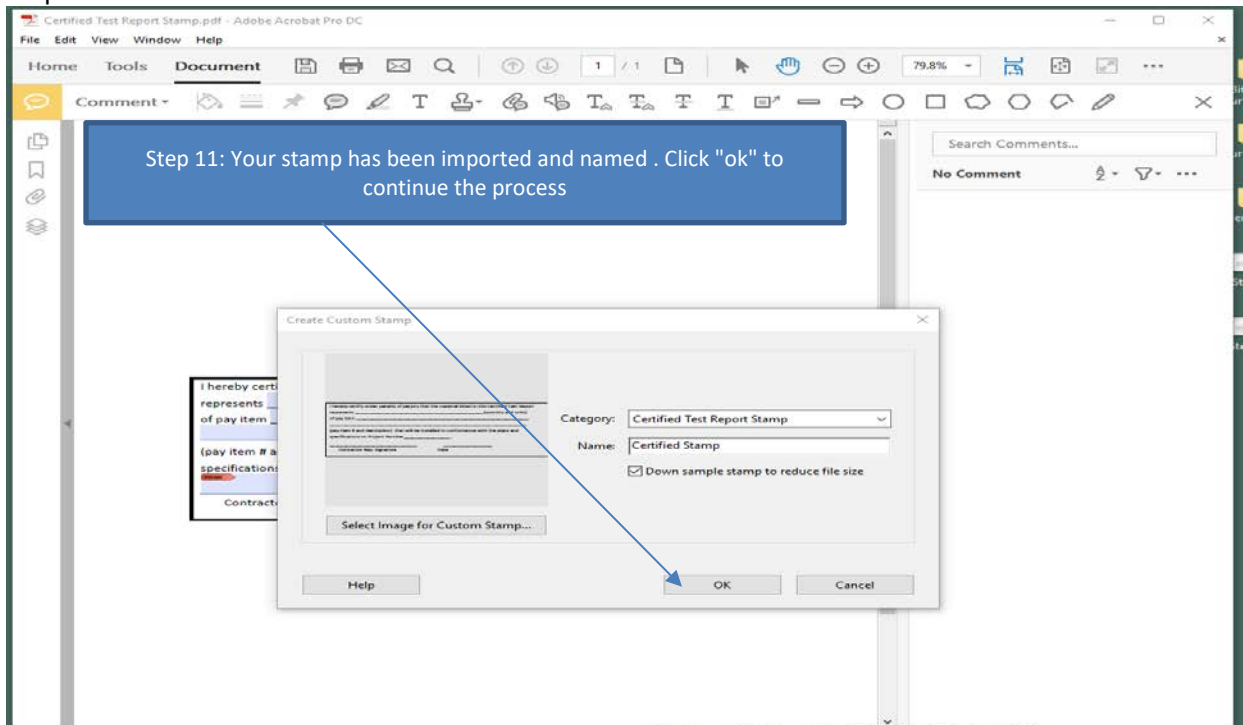 Certified Test Report Stamp.pdf - Adobe Acrobat Pro DC
File Edit View Window Help
Home Tools Document 1 / 1 79.8%
Comment
Step 11: Your stamp has been imported and named . Click "ok" to
continue the process
Search Comments...
No Comment
Create Custom Stamp
I hereby certi
represents
of pay item
(pay item # a
specifications
Contract
Category: Certified Test Report Stamp
Name: Certified Stamp
Down sample stamp to reduce file size
Select Image for Custom Stamp...
Help OK Cancel